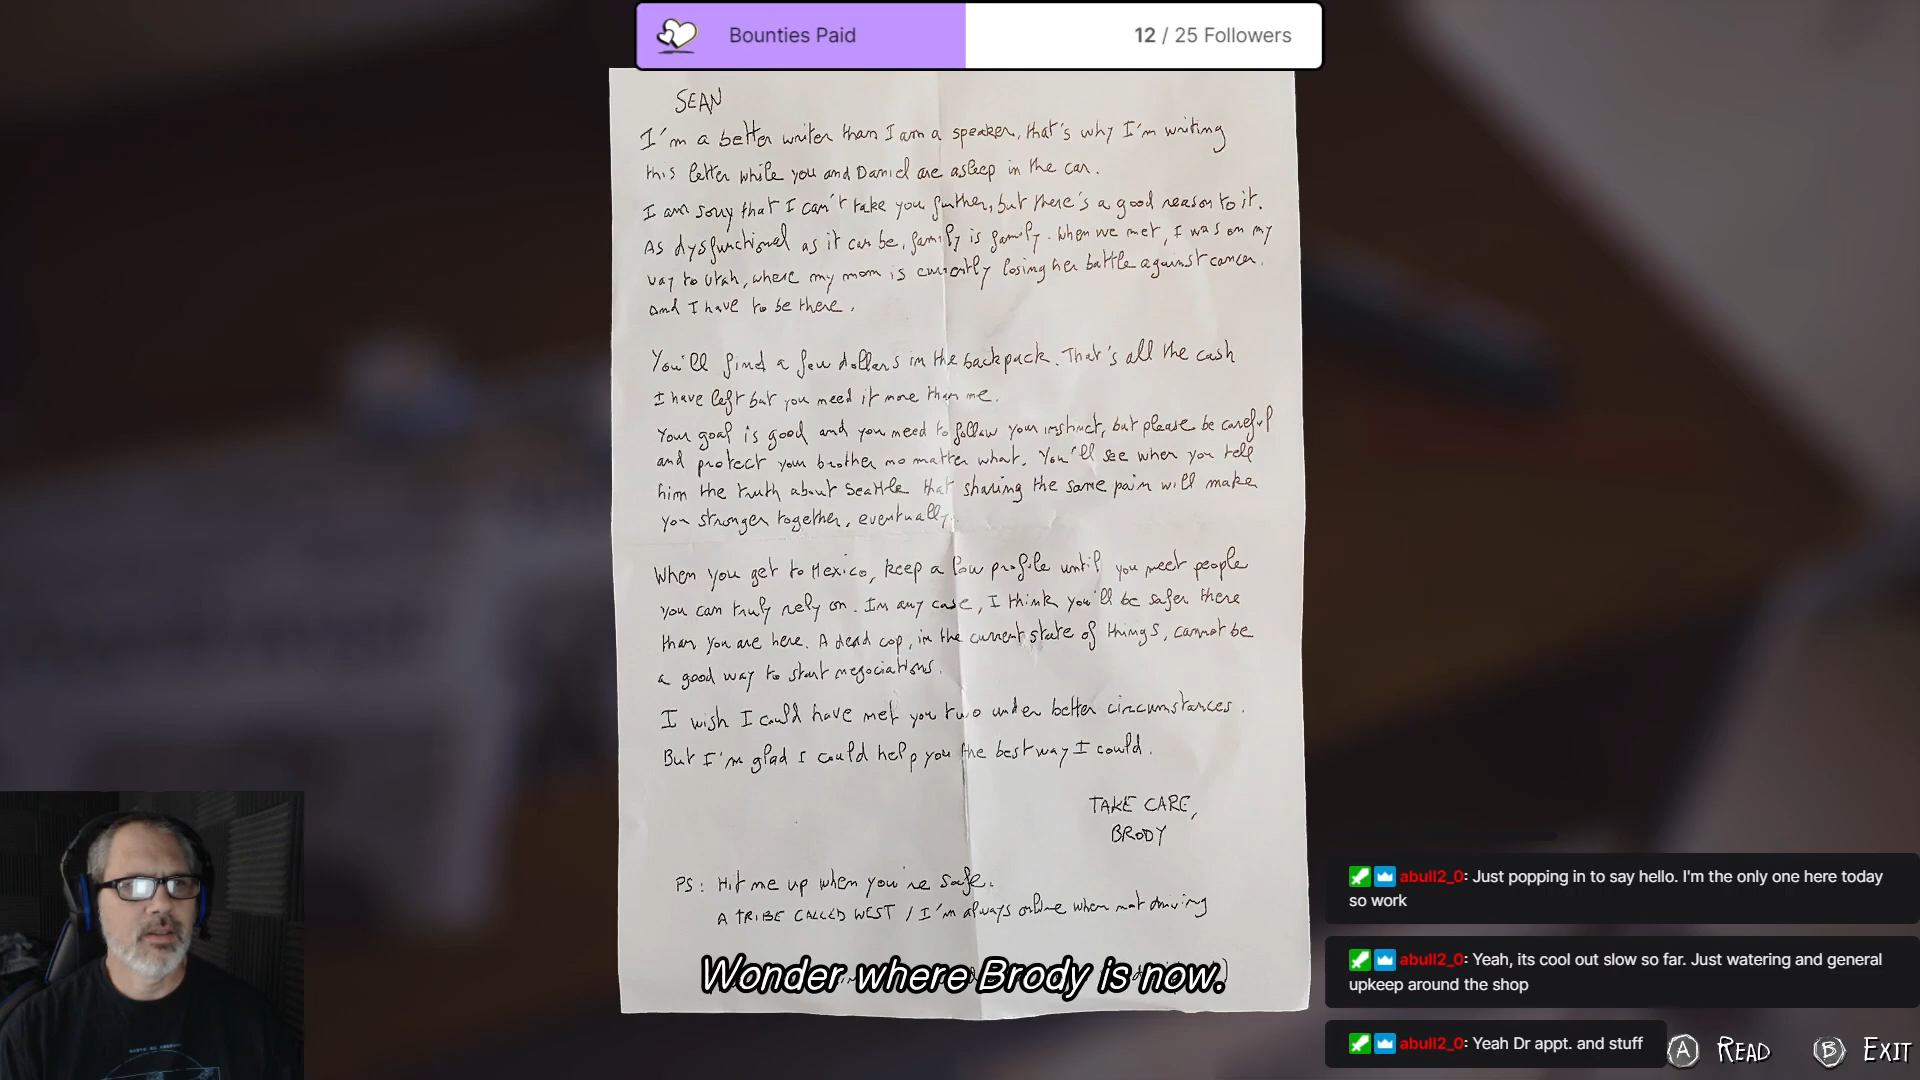 Bounties Paid
12 / 25 Followers
SEAN
I'm a better writer than I am a speaker, that's why I'm writing
this letter while you and Daniel are asleep in the car.
I am sorry that I can't take you further, but there's a good reason to it.
As dysfunctional as it can be, family is family. When we met, I was on my
way to Utah, where my mom is currently losing her battle against cancer.
and I have to be there.
You'll find a few dollars in the backpack. That's all the cash
I have left but you need it more than me.
Your goal is good and you need to follow your instinct, but please be careful
and protect your brother no matter what. You'll see when you tell
him the truth about Seattle that sharing the same pain will make
you stronger together, eventually.
When you get to Mexico, keep a low profile until you meet people
you can truly rely on. In any case, I think you'll be safer there
than you are here. A dead cop, in the current state of things, cannot be
a good way to start negociations.
I wish I could have met you two under better circumstances.
But I'm glad I could help you the best way I could.
TAKE CARE,
BRODY
PS: Hit me up when you're safe.
A TRIBE CALLED WEST / I'm always online when not driving
Wonder where Brody is now.
abull2_0: Just popping in to say hello. I'm the only one here today
so work
abull2_0: Yeah, its cool out slow so far. Just watering and general
upkeep around the shop
abull2_0: Yeah Dr appt. and stuff
A READ
B EXIT